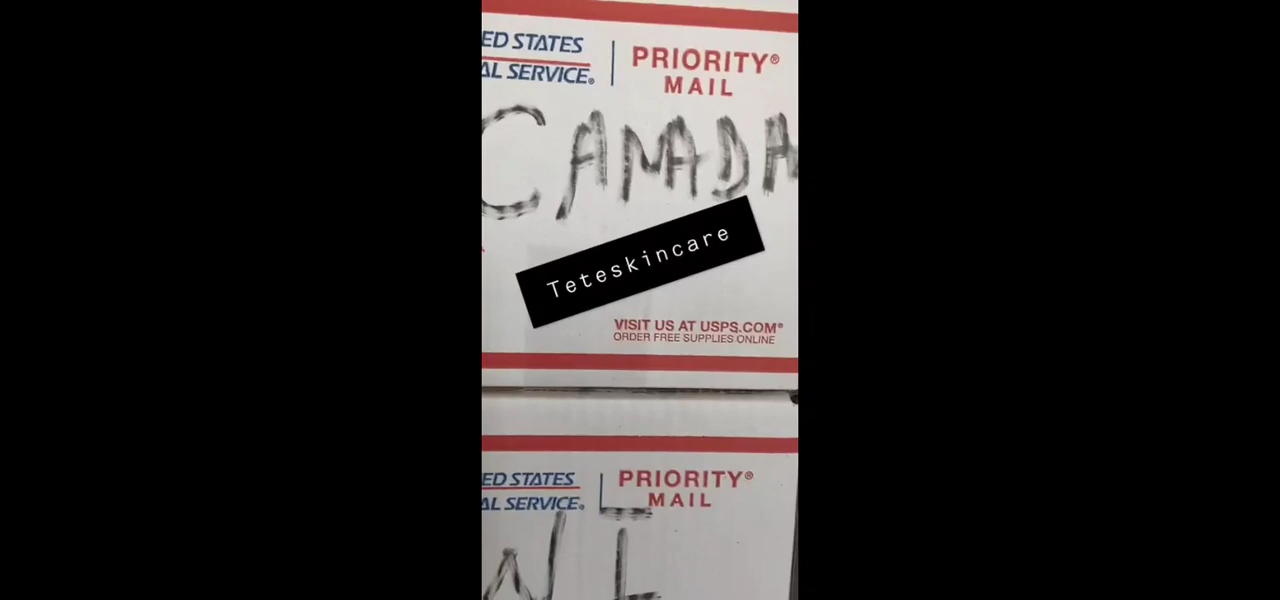 ED STATES
AL SERVICE®
PRIORITY®
MAIL
CANADA
Teteskincare
VISIT US AT USPS.COM®
ORDER FREE SUPPLIES ONLINE
ED STATES
AL SERVICE®
PRIORITY®
MAIL
WI